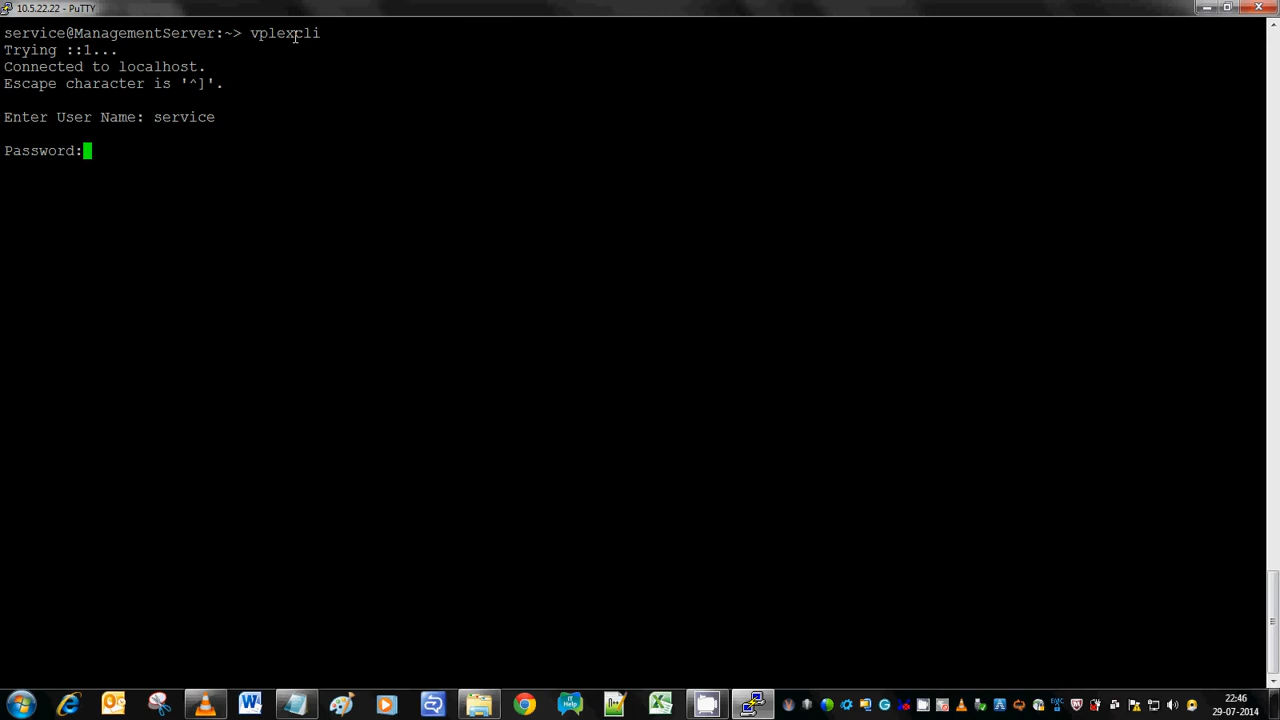 10.5.22.22 - PuTTY
service@ManagementServer:~> vplexcli
Trying ::1...
Connected to localhost.
Escape character is '^]'.
Enter User Name: service
Password:
22:46
29-07-2014